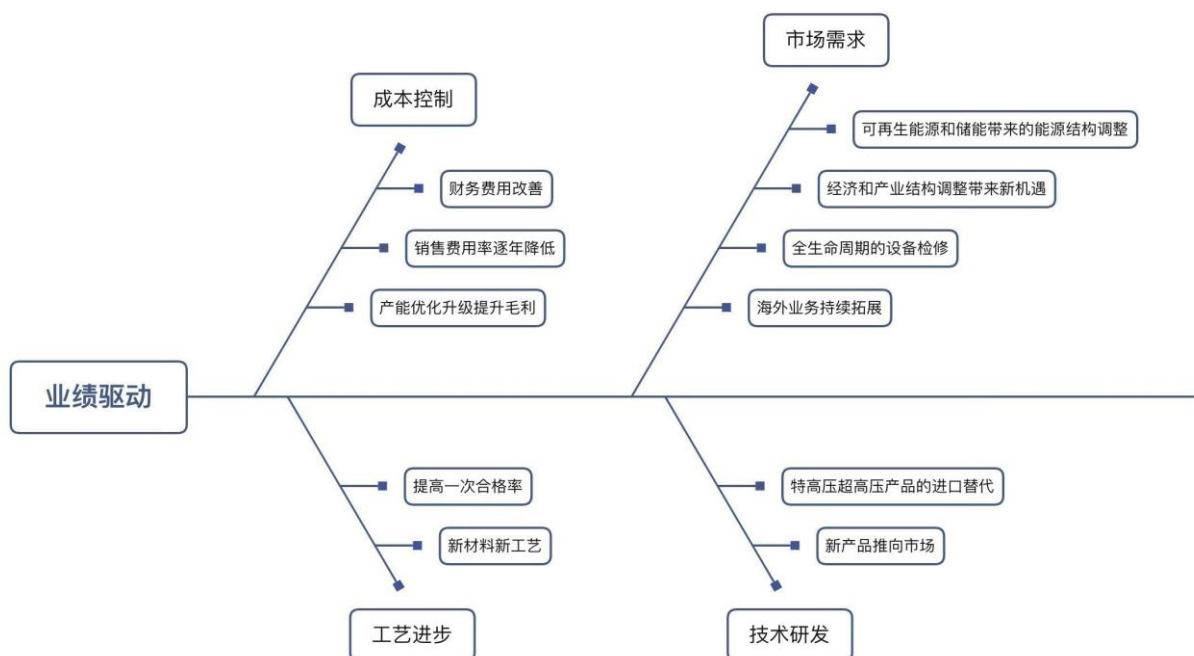 市场需求
成本控制
可再生能源和储能带来的能源结构调整
财务费用改善
经济和产业结构调整带来新机遇
销售费用率逐年降低
全生命周期的设备检修
产能优化升级提升毛利
海外业务持续拓展
业绩驱动
提高一次合格率
特高压超高压产品的进口替代
新材料新工艺
新产品推向市场
工艺进步
技术研发